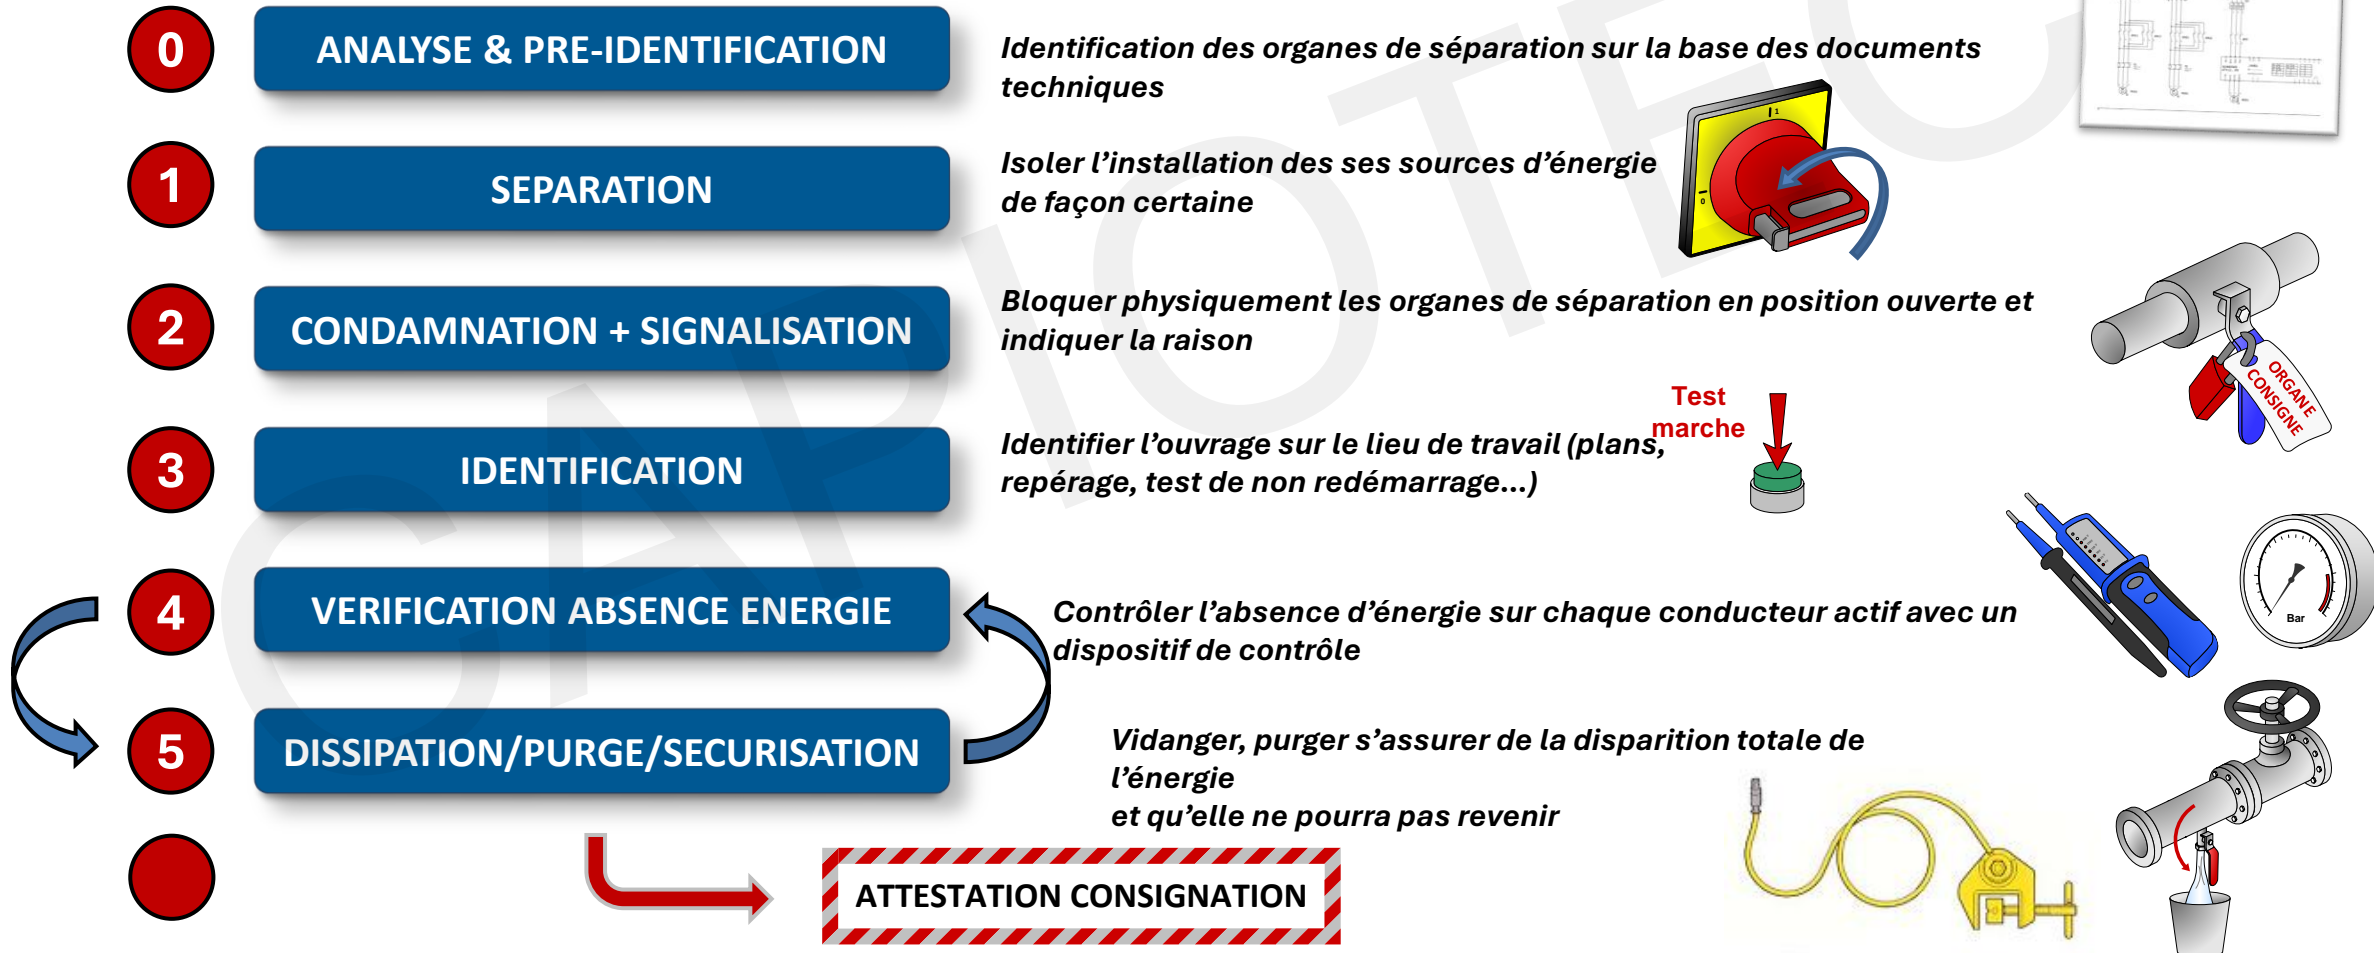 0
ANALYSE & PRE-IDENTIFICATION
Identification des organes de séparation sur la base des documents
techniques
1
SEPARATION
Isoler l’installation des ses sources d’énergie
de façon certaine
1
0
2
CONDAMNATION + SIGNALISATION
Bloquer physiquement les organes de séparation en position ouverte et
indiquer la raison
ORGANE
CONSIGNE
3
IDENTIFICATION
Identifier l’ouvrage sur le lieu de travail (plans,
repérage, test de non redémarrage...)
Test
marche
4
VERIFICATION ABSENCE ENERGIE
Contrôler l’absence d’énergie sur chaque conducteur actif avec un
dispositif de contrôle
Bar
5
DISSIPATION/PURGE/SECURISATION
Vidanger, purger s’assurer de la disparition totale de
l’énergie
et qu’elle ne pourra pas revenir
ATTESTATION CONSIGNATION
CAPIOTEC